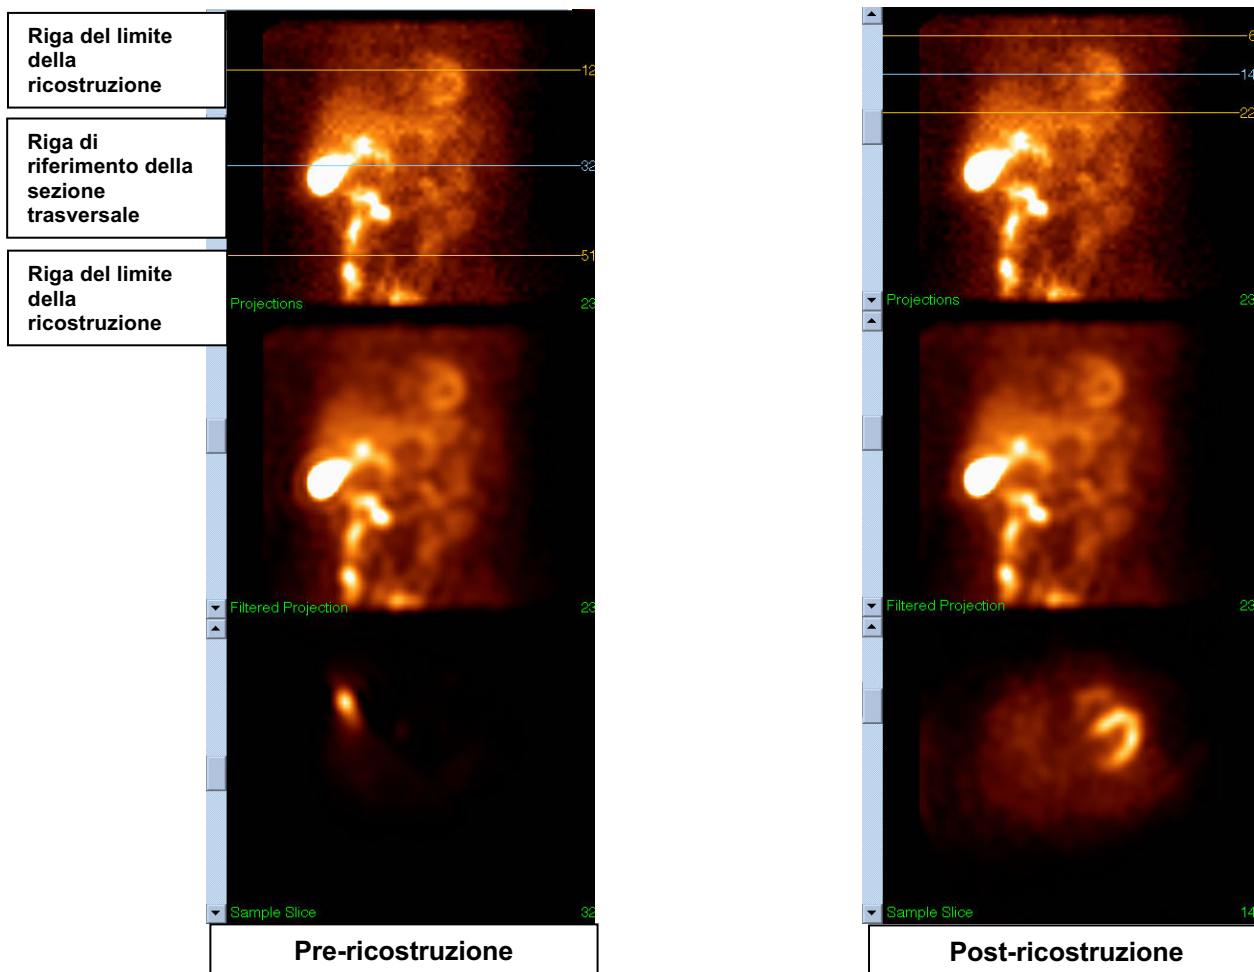 Riga del limite
della
ricostruzione
Riga di
riferimento della
sezione
trasversale
Riga del limite
della
ricostruzione
12
32
51
Projections 23
Filtered Projection 23
Sample Slice 32
Pre-ricostruzione
6
14
22
Projections 23
Filtered Projection 23
Sample Slice 14
Post-ricostruzione